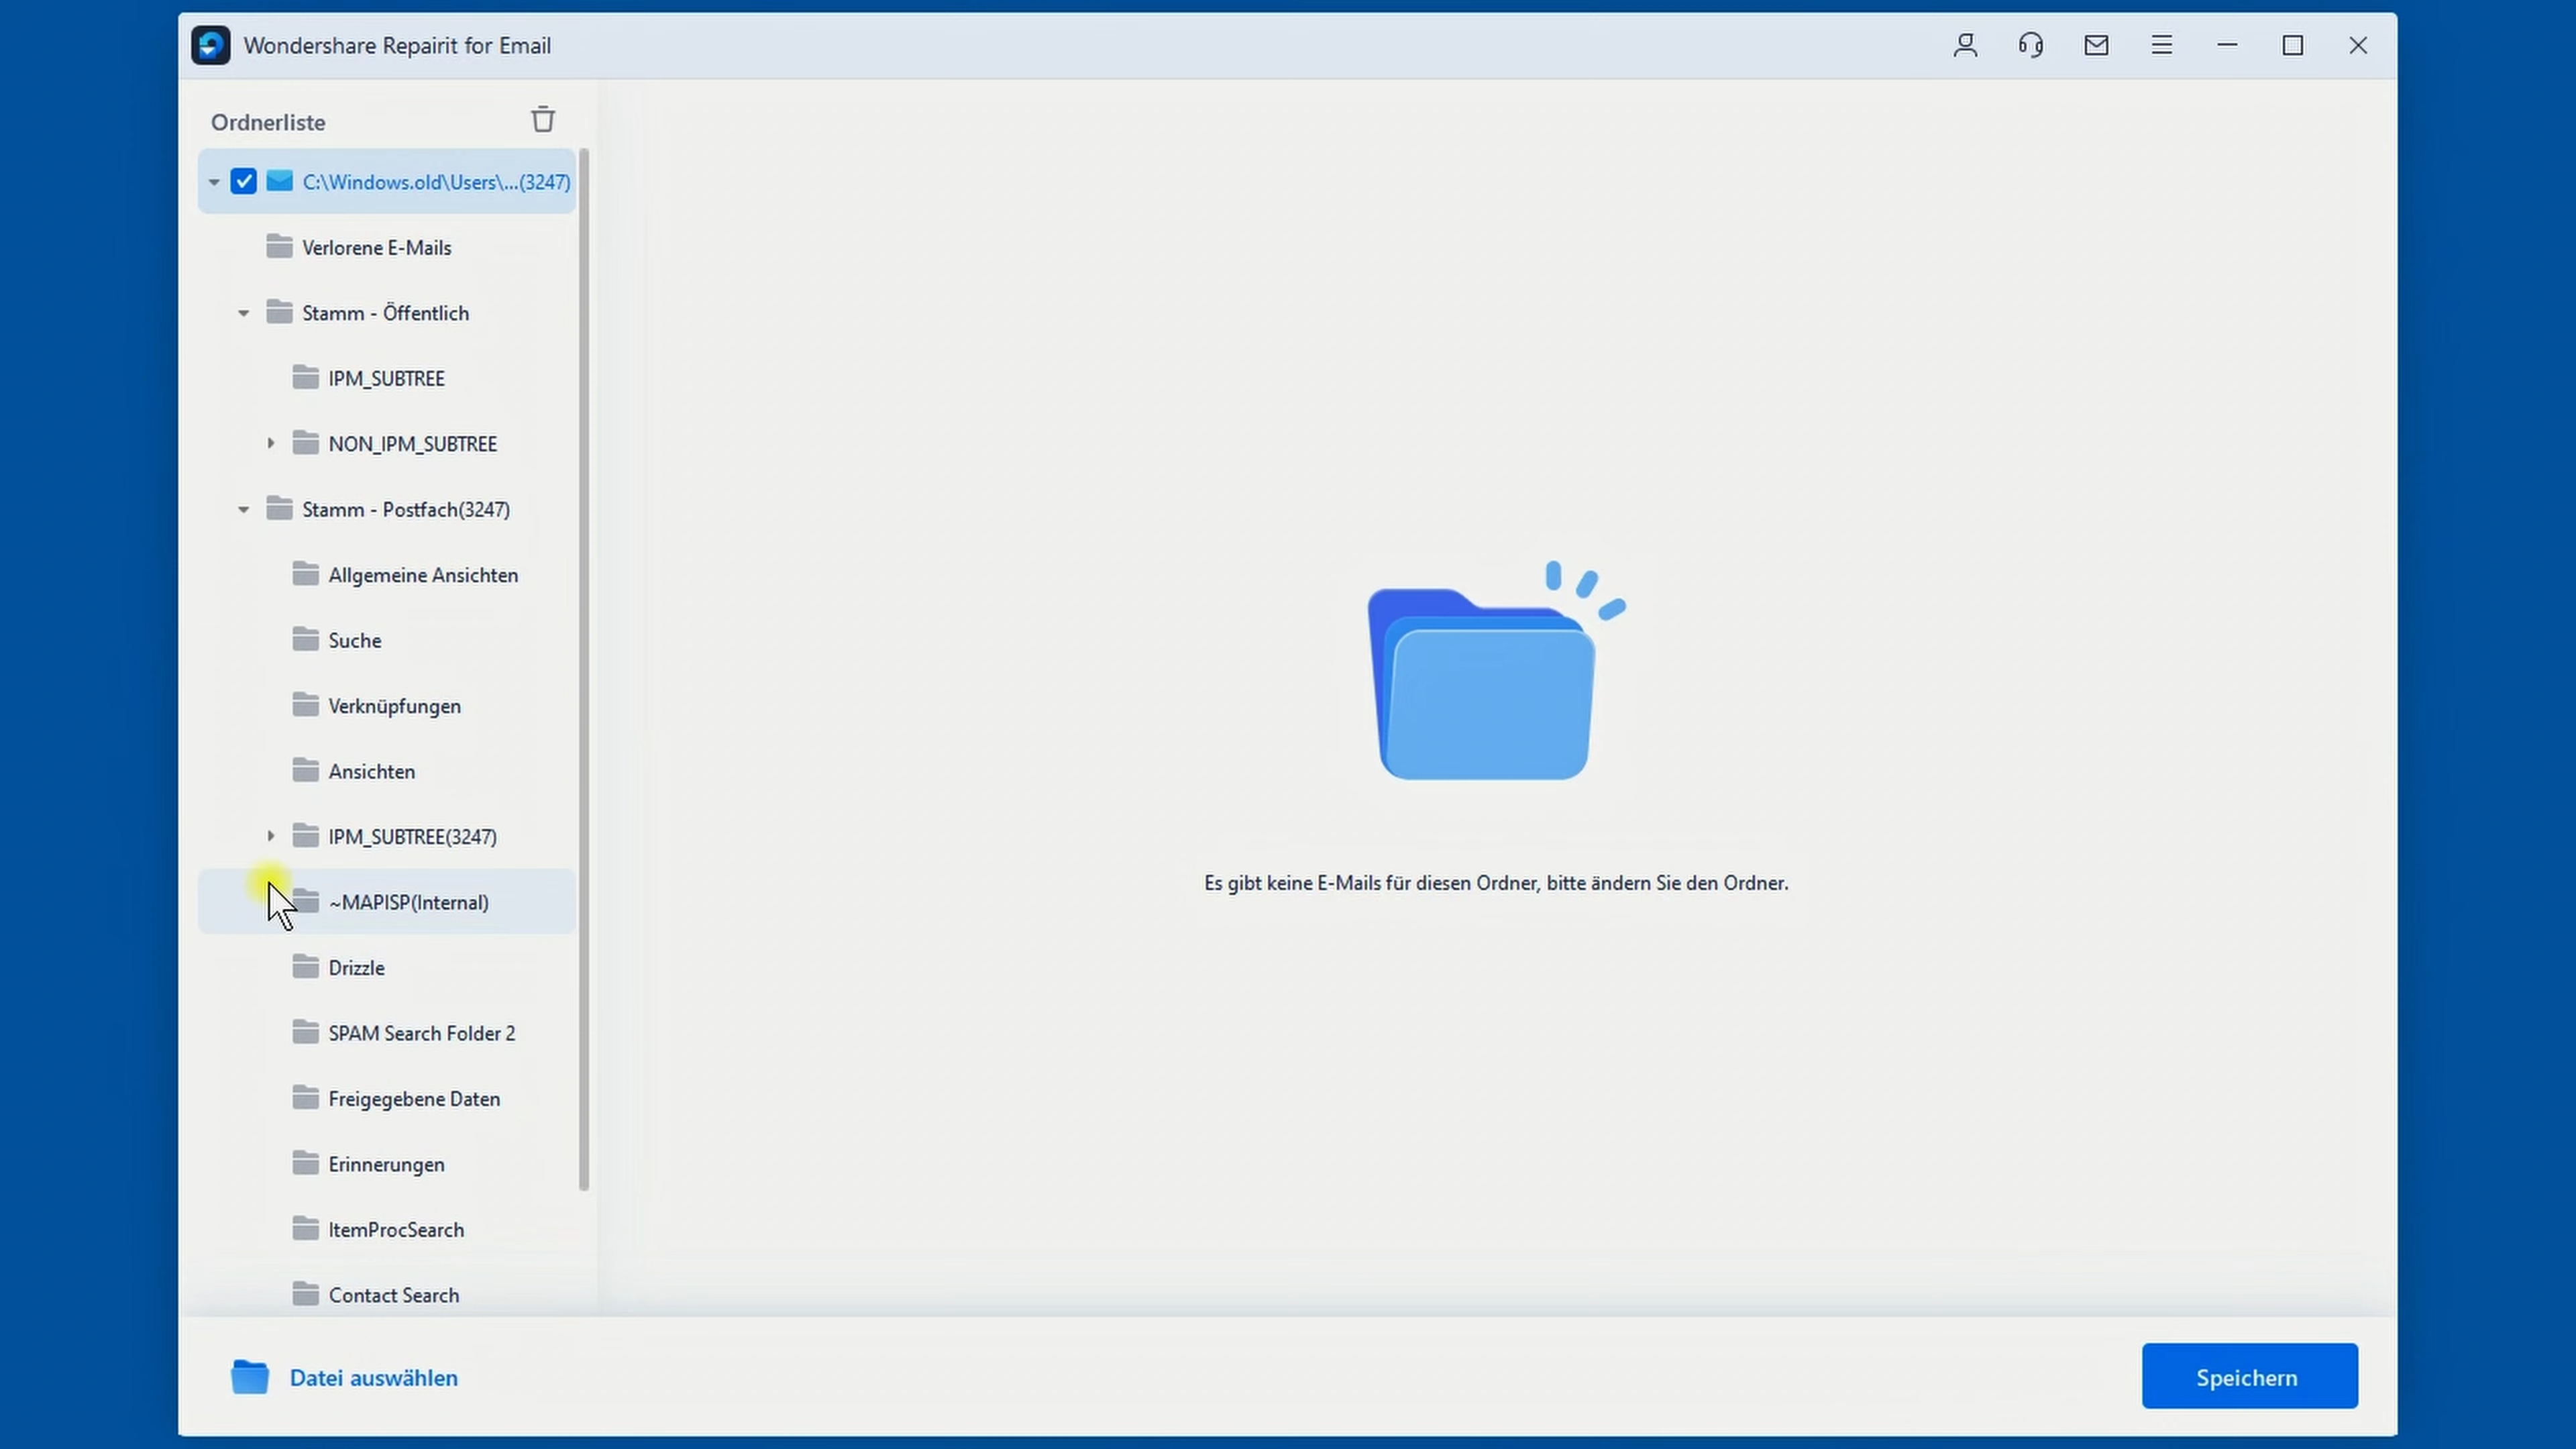 Wondershare Repairit for Email
Ordnerliste
C:\Windows.old\Users\...(3247)
Verlorene E-Mails
Stamm - Öffentlich
IPM_SUBTREE
NON_IPM_SUBTREE
Stamm - Postfach(3247)
Allgemeine Ansichten
Suche
Verknüpfungen
Ansichten
IPM_SUBTREE(3247)
~MAPISP(Internal)
Drizzle
SPAM Search Folder 2
Freigegebene Daten
Erinnerungen
ItemProcSearch
Contact Search
Es gibt keine E-Mails für diesen Ordner, bitte ändern Sie den Ordner.
Datei auswählen
Speichern